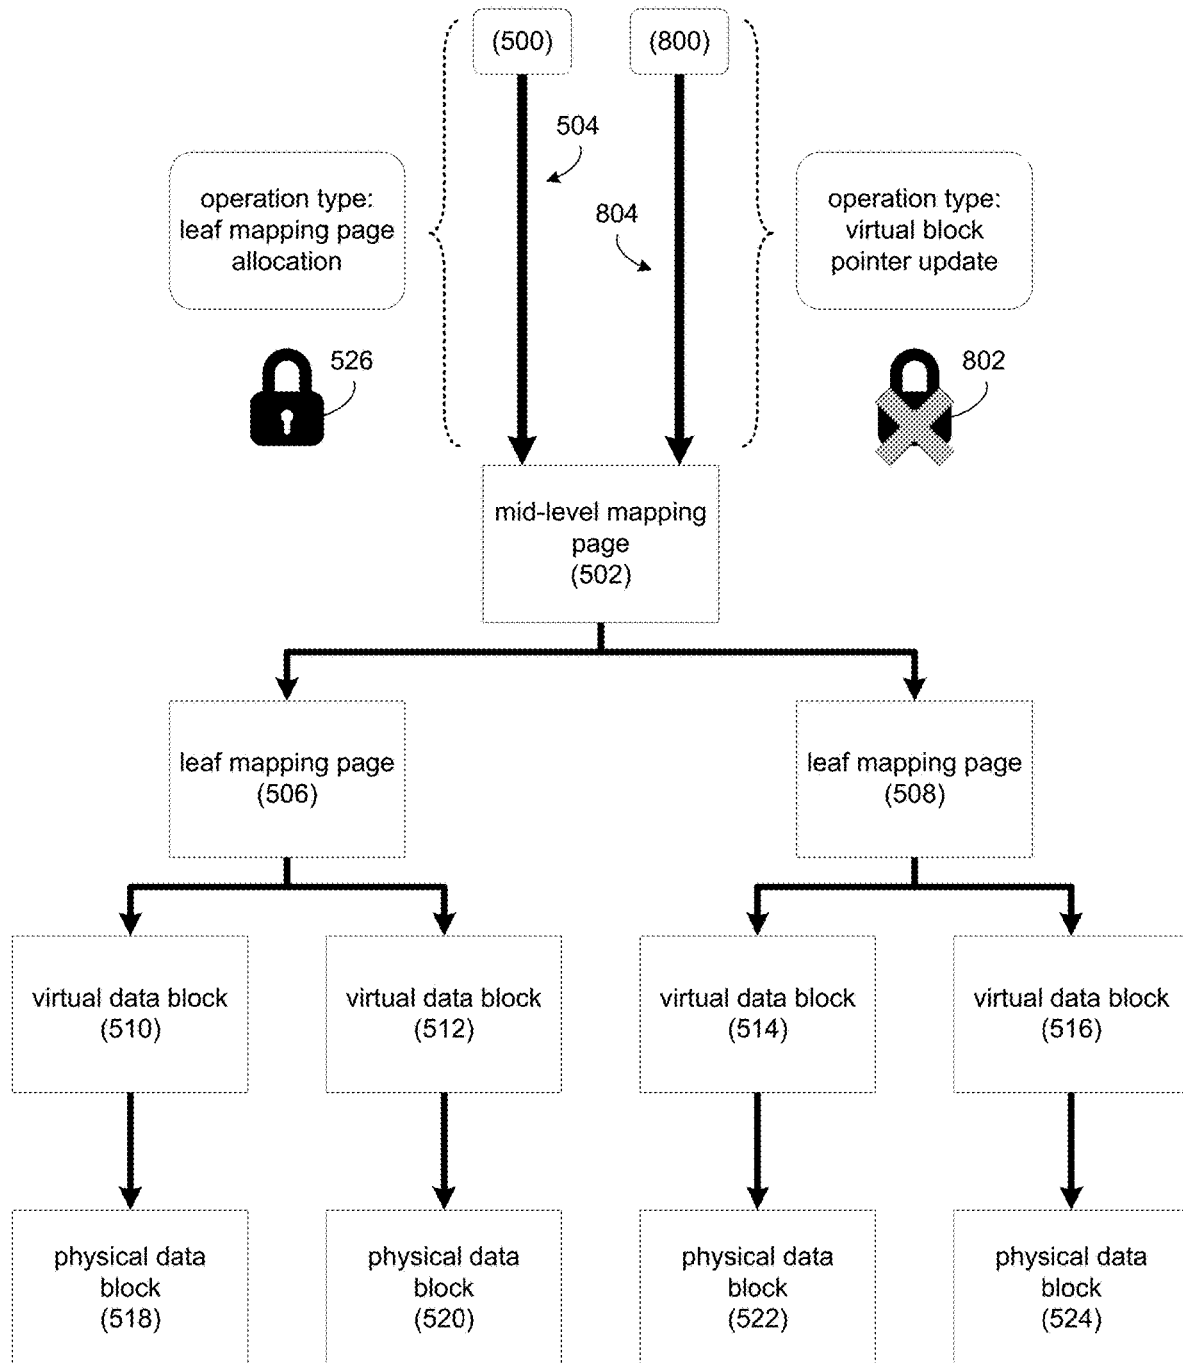 (500)
(800)
504
804
operation type:
leaf mapping page
allocation
operation type:
virtual block
pointer update
526
802
mid-level mapping
page
(502)
leaf mapping page
(506)
leaf mapping page
(508)
virtual data block
(510)
virtual data block
(512)
virtual data block
(514)
virtual data block
(516)
physical data
block
(518)
physical data
block
(520)
physical data
block
(522)
physical data
block
(524)